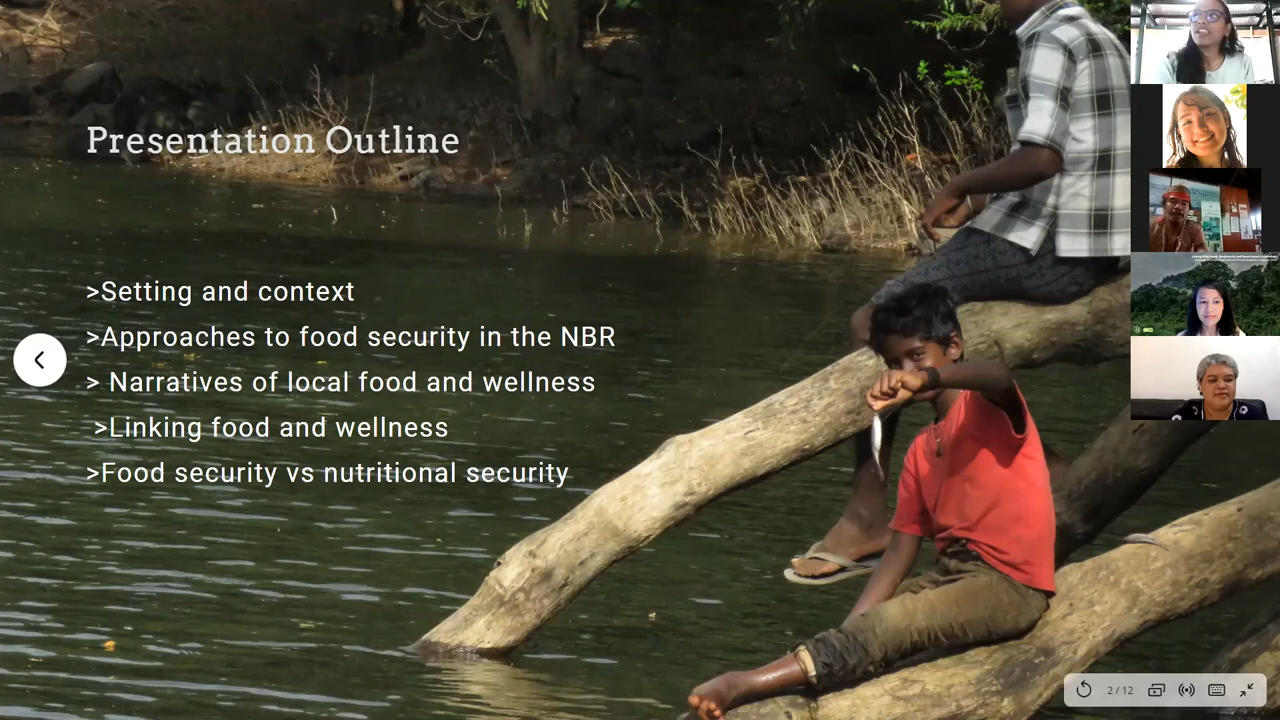 Presentation Outline
>Setting and context
>Approaches to food security in the NBR
> Narratives of local food and wellness
>Linking food and wellness
>Food security vs nutritional security
2 / 12